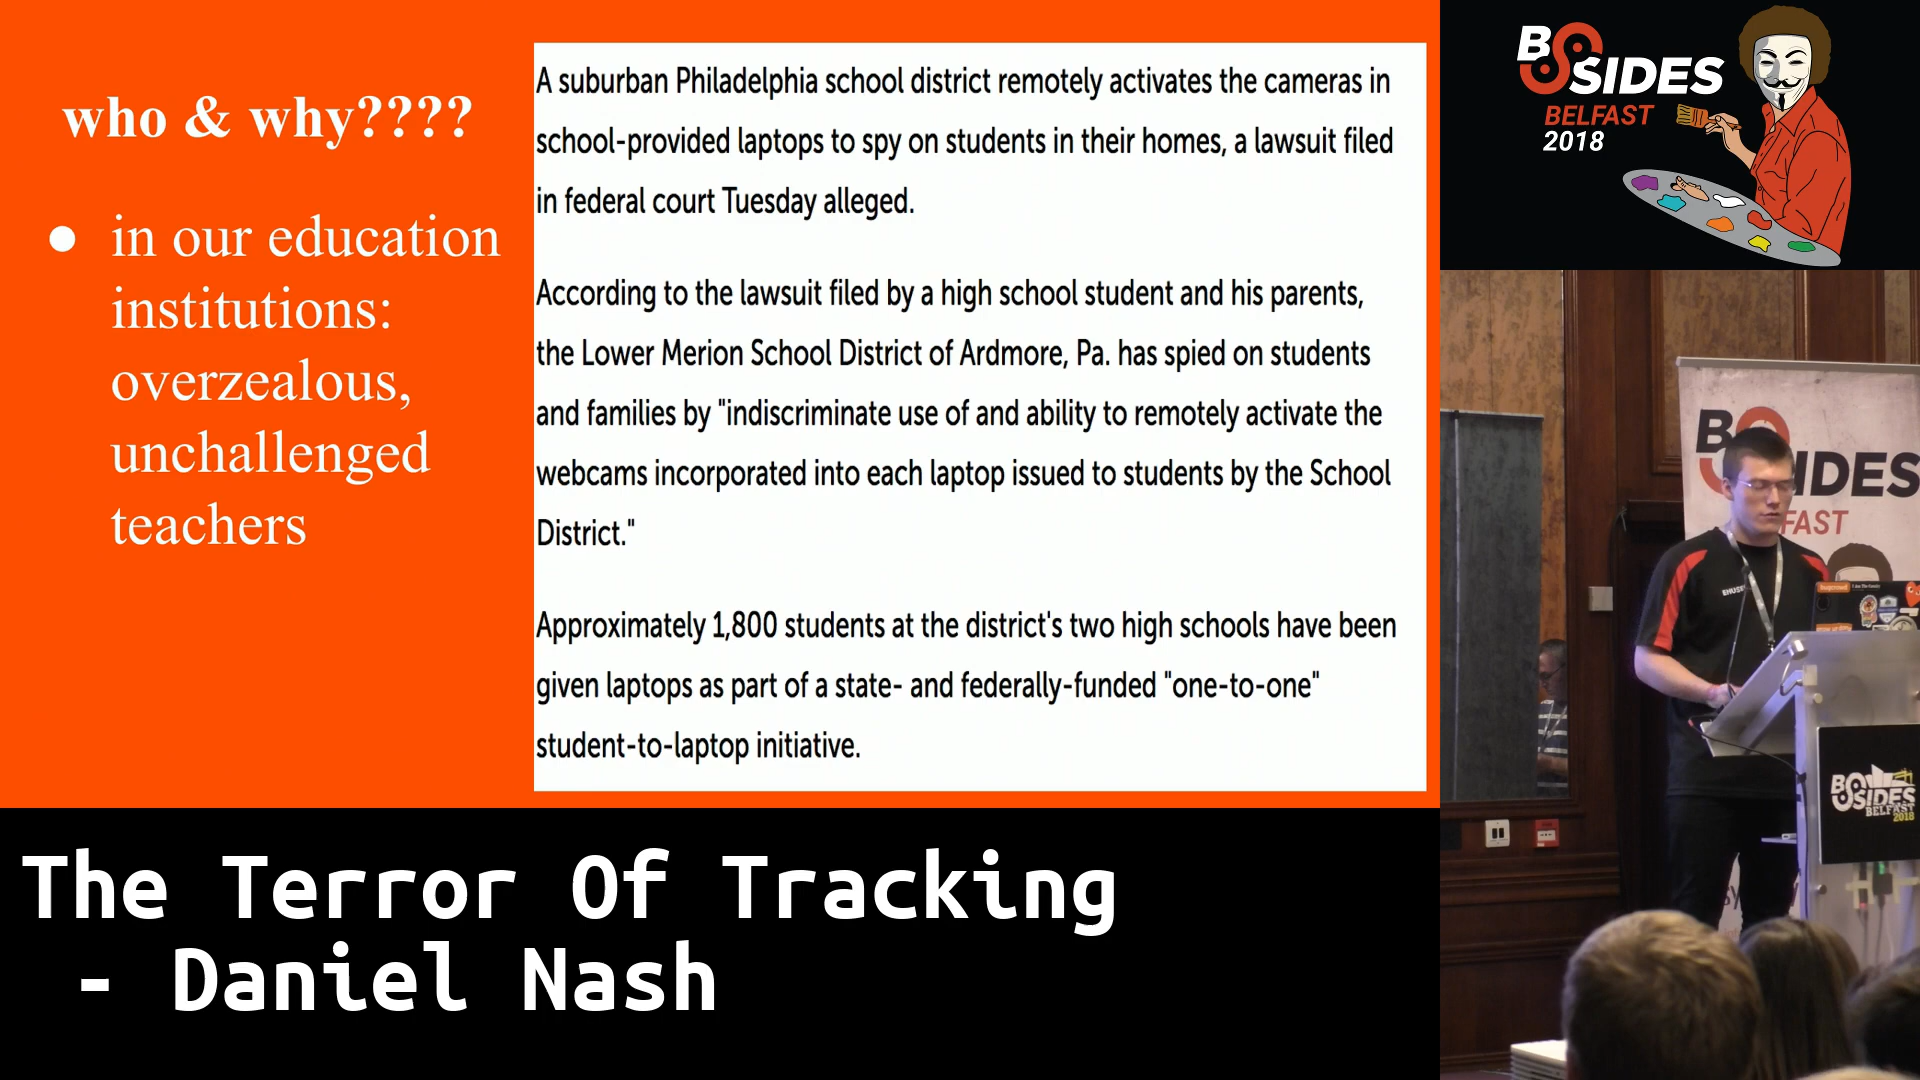 who & why????
● in our education
institutions:
overzealous,
unchallenged
teachers
A suburban Philadelphia school district remotely activates the cameras in
school-provided laptops to spy on students in their homes, a lawsuit filed
in federal court Tuesday alleged.
According to the lawsuit filed by a high school student and his parents,
the Lower Merion School District of Ardmore, Pa. has spied on students
and families by "indiscriminate use of and ability to remotely activate the
webcams incorporated into each laptop issued to students by the School
District."
Approximately 1,800 students at the district's two high schools have been
given laptops as part of a state- and federally-funded "one-to-one"
student-to-laptop initiative.
The Terror Of Tracking
- Daniel Nash
BSIDES
BELFAST
2018
B
IDES
FAST
BSIDES
BELFAST
2018